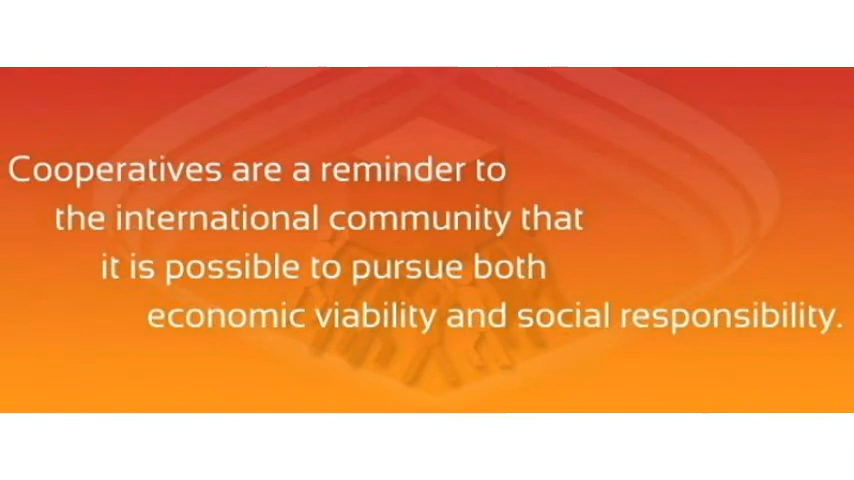 Cooperatives are a reminder to
the international community that
it is possible to pursue both
economic viability and social responsibility.